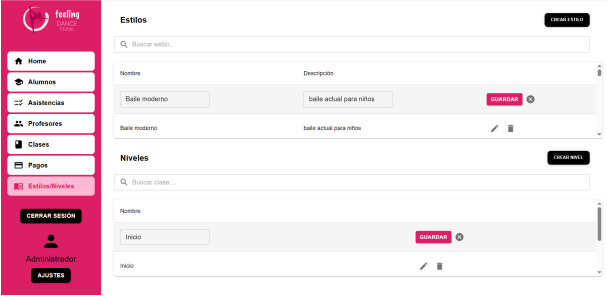 feeling
DANCE
STUDIO
Home
Alumnos
Asistencias
Profesores
Clases
Pagos
Estilos/Niveles
CERRAR SESIÓN
Administrador
AJUSTES
Estilos
CREAR ESTILO
Buscar estilo...
Nombre Descripción
Baile moderno baile actual para niños GUARDAR
Baile moderno baile actual para niños
Niveles
CREAR NIVEL
Buscar clase...
Nombre
Inicio GUARDAR
Inicio